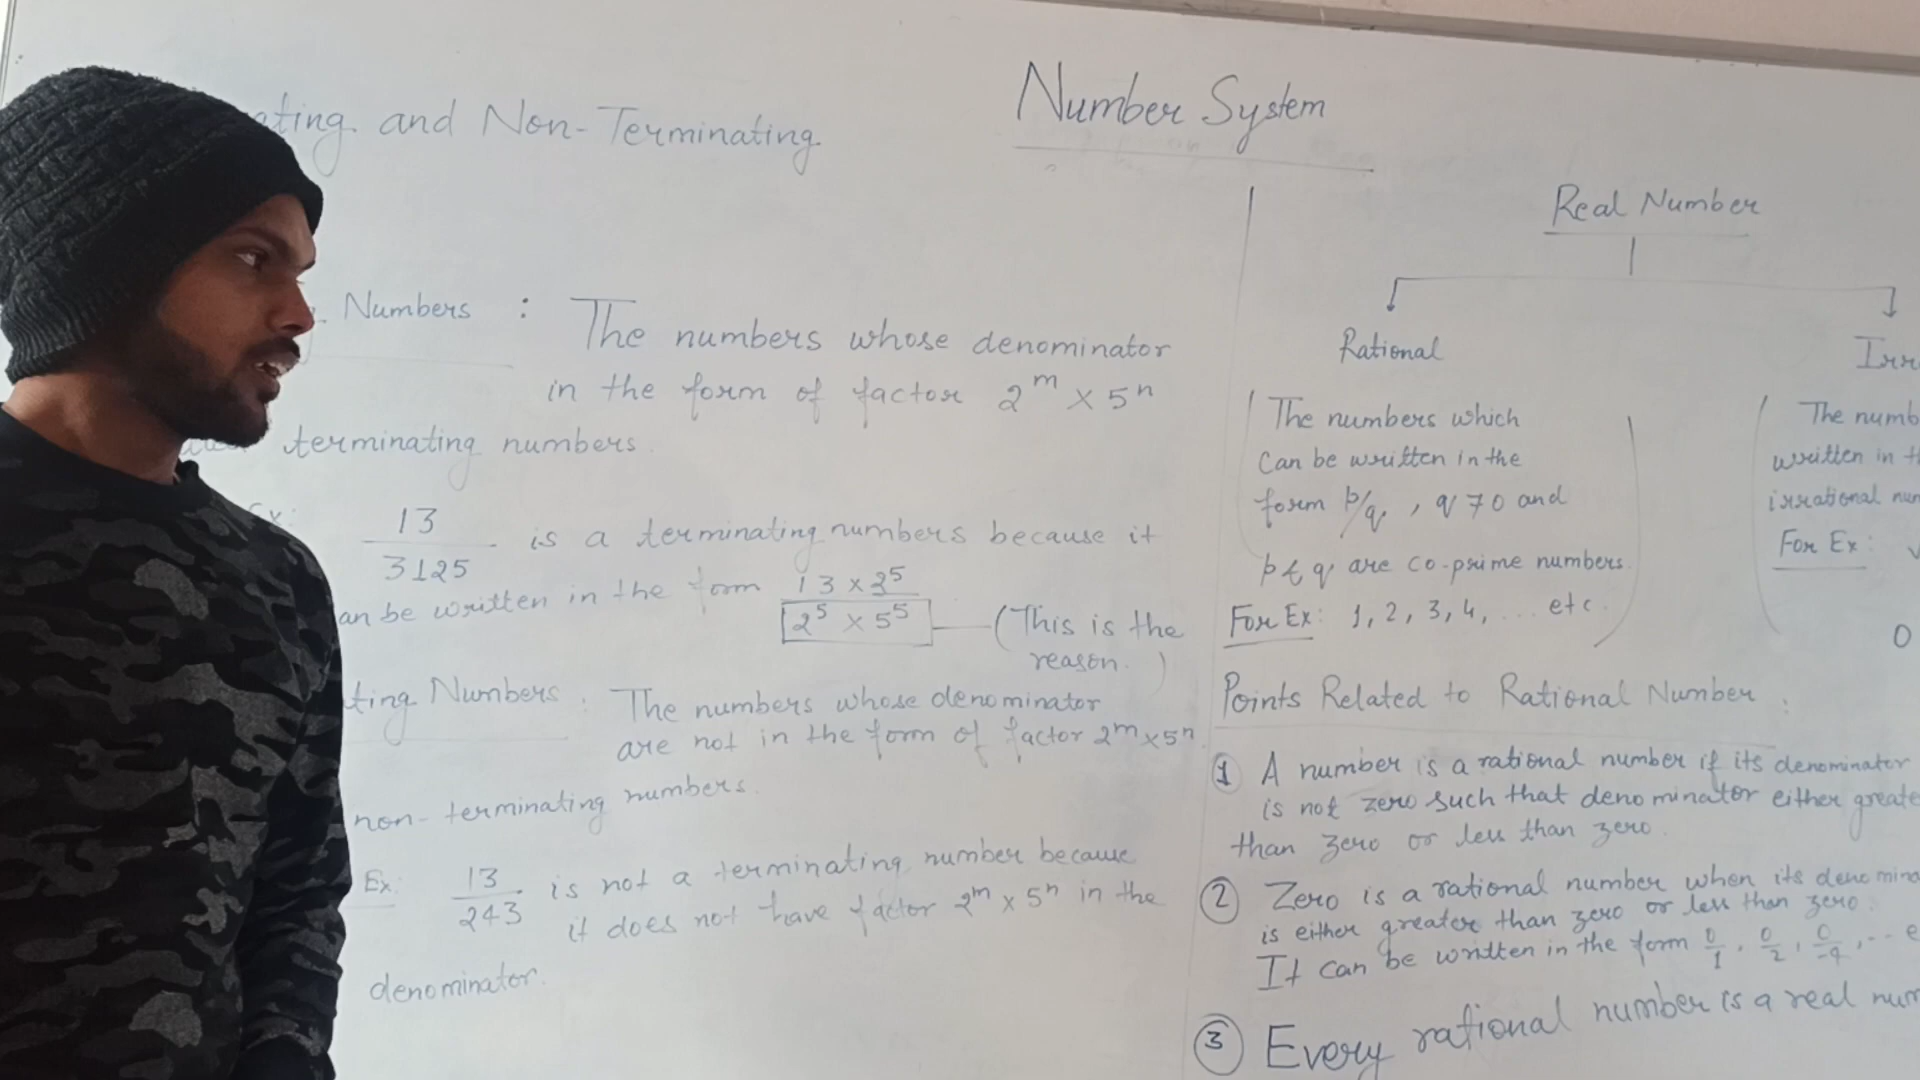 Number System
and Non-Terminating
Numbers : The numbers whose denominator
in the form of factor 2^m × 5^n
terminating numbers.
Ex: 13/3125 is a terminating numbers because it
be written in the form 13 × 2^5 / 2^5 × 5^5 (This is the
reason.)
Numbers : The numbers whose denominator
are not in the form of factor 2^m × 5^n
non-terminating numbers.
Ex: 13/243 is not a terminating number because
it does not have factor 2^m × 5^n in the
denominator.
Real Number
Rational
The numbers which
Can be written in the
form p/q, q ≠ 0 and
p & q are co-prime numbers.
For Ex: 1, 2, 3, 4, ... etc.
The
written in
irrational
For Ex: √
0
Points Related to Rational Number :
1 A number is a rational number if its denominator
is not zero such that denominator either
than zero or less than zero.
2 Zero is a rational number when its
is either greater than zero or less than zero.
It can be written in the form 0/1, 0/2, 0/-9, ...
3 Every rational number is a real